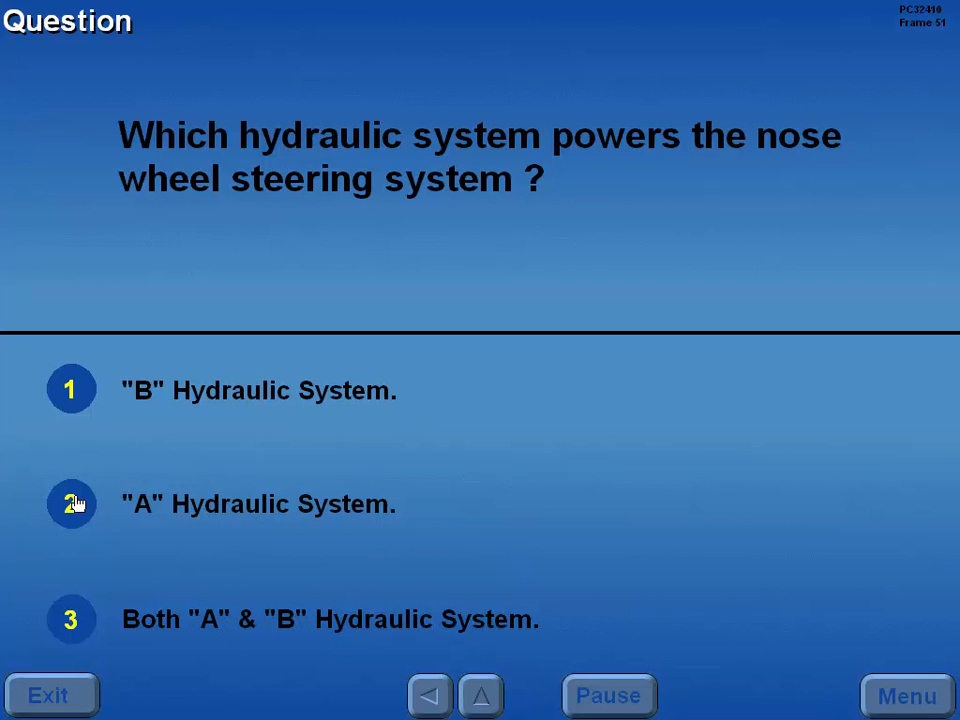 Question
PC32410
Frame 51
Which hydraulic system powers the nose
wheel steering system ?
1 "B" Hydraulic System.
2 "A" Hydraulic System.
3 Both "A" & "B" Hydraulic System.
Exit
Pause
Menu